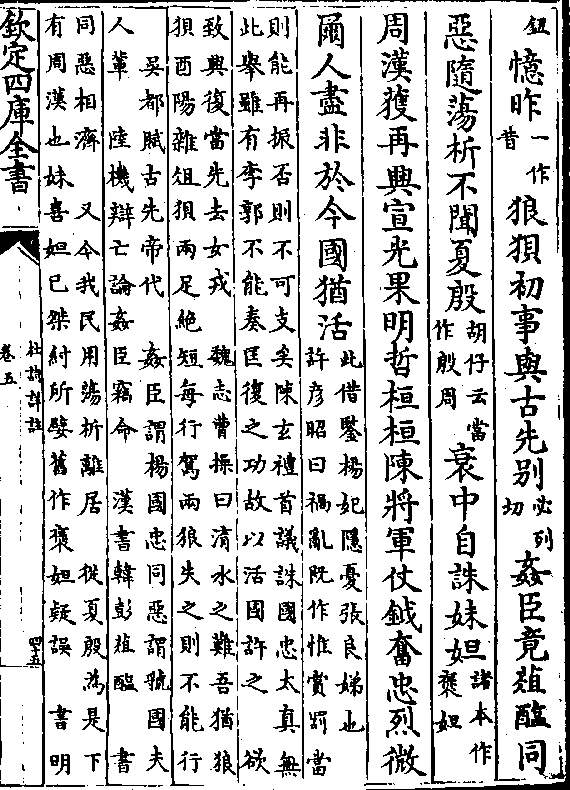 鈕憶昨一作昔狼狽初事與古先別必列切姦臣竟葅醢同
惡隨蕩析不聞夏殷胡仔云當作殷周衰中自誅妹妲諸本作褒妲
周漢獲再興宣光果明哲桓桓陳將軍仗鉞奮忠烈微
爾人盡非於今國猶活
此借鑒楊妃隱憂張良娣也
許彦昭曰禍亂既作惟賞罰當
則能再振否則不可支矣陳玄禮首議誅國忠太真無
此舉雖有李郭不能奏匡復之功故以活國許之 欲
致興復當先去女戎 魏志曹操曰淯水之難吾猶狼
狽酉陽雜俎狽兩足絶短每行駕兩狼失之則不能行
吳都賦古先帝代 姦臣謂楊國忠同惡謂虢國夫
人輩 陸機辯亡論姦臣竊命 漢書韓彭葅醢 書
同惡相濟 又今我民用蕩析離居 從夏殷為是下
有周漢也妹喜妲已桀紂所嬖舊作褒妲疑誤 書明
欽定四庫全書
杜詩詳註
卷五
四十五